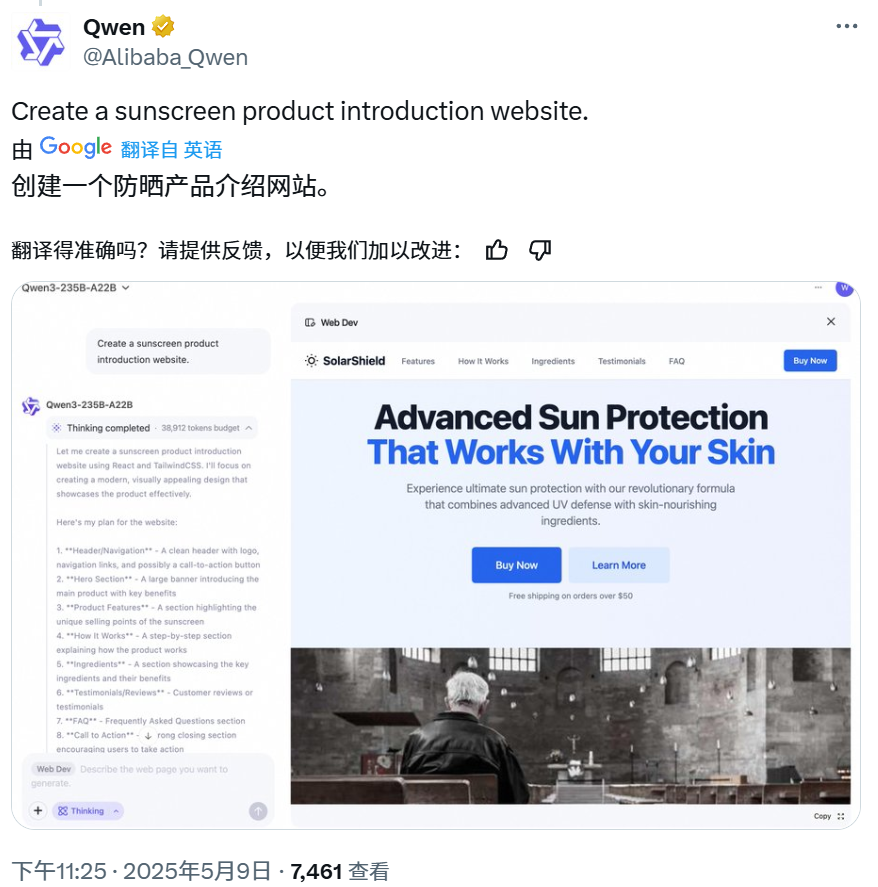 Qwen
@Alibaba_Qwen
Create a sunscreen product introduction website.
由 Google 翻译自 英语
创建一个防晒产品介绍网站。
翻译得准确吗？请提供反馈，以便我们加以改进：
Qwen3-235B-A22B
W
Create a sunscreen product
introduction website.
Qwen3-235B-A22B
Thinking completed · 38,912 tokens budget
Let me create a sunscreen product introduction
website using React and TailwindCSS. I'll focus on
creating a modern, visually appealing design that
showcases the product effectively.
Here's my plan for the website:
1. **Header/Navigation** - A clean header with logo,
navigation links, and possibly a call-to-action button
2. **Hero Section** - A large banner introducing the
main product with key benefits
3. **Product Features** - A section highlighting the
unique selling points of the sunscreen
4. **How It Works** - A step-by-step section
explaining how the product works
5. **Ingredients** - A section showcasing the key
ingredients and their benefits
6. **Testimonials/Reviews** - Customer reviews or
testimonials
7. **FAQ** - Frequently Asked Questions section
8. **Call to Action** - rong closing section
encouraging users to take action
Web Dev Describe the web page you want to
generate.
Thinking
Web Dev
SolarShield
Features
How It Works
Ingredients
Testimonials
FAQ
Buy Now
Advanced Sun Protection
That Works With Your Skin
Experience ultimate sun protection with our revolutionary formula
that combines advanced UV defense with skin-nourishing
ingredients.
Buy Now
Learn More
Free shipping on orders over $50
Copy
下午11:25 · 2025年5月9日 · 7,461 查看